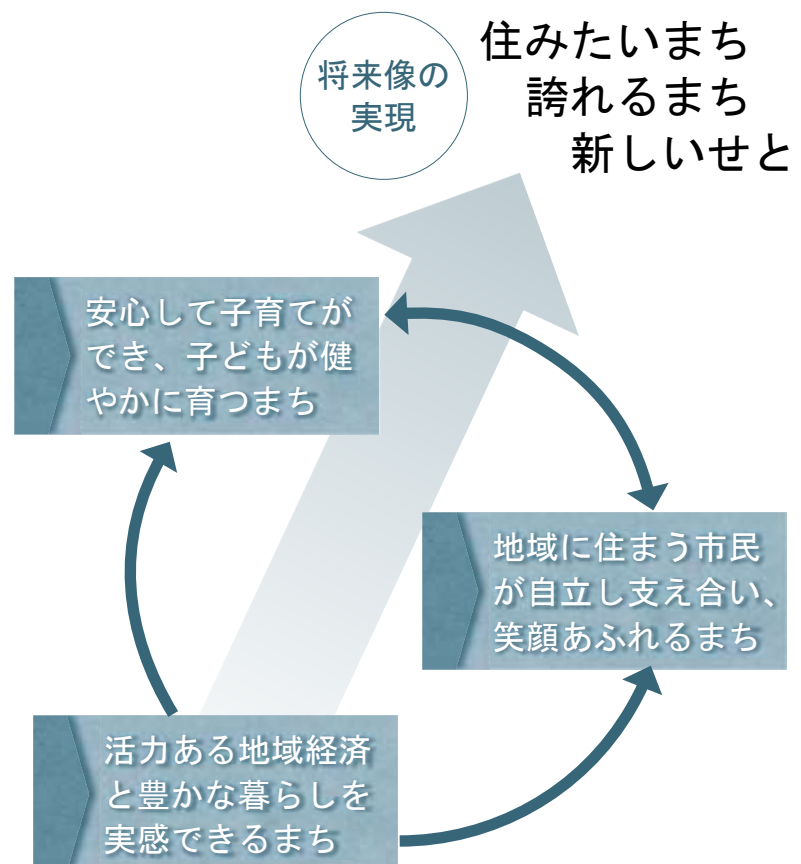 将来像の
実現
住みたいまち
誇れるまち
新しいせと
安心して子育てが
でき、子どもが健
やかに育つまち
地域に住まう市民
が自立し支え合い、
笑顔あふれるまち
活力ある地域経済
と豊かな暮らしを
実感できるまち